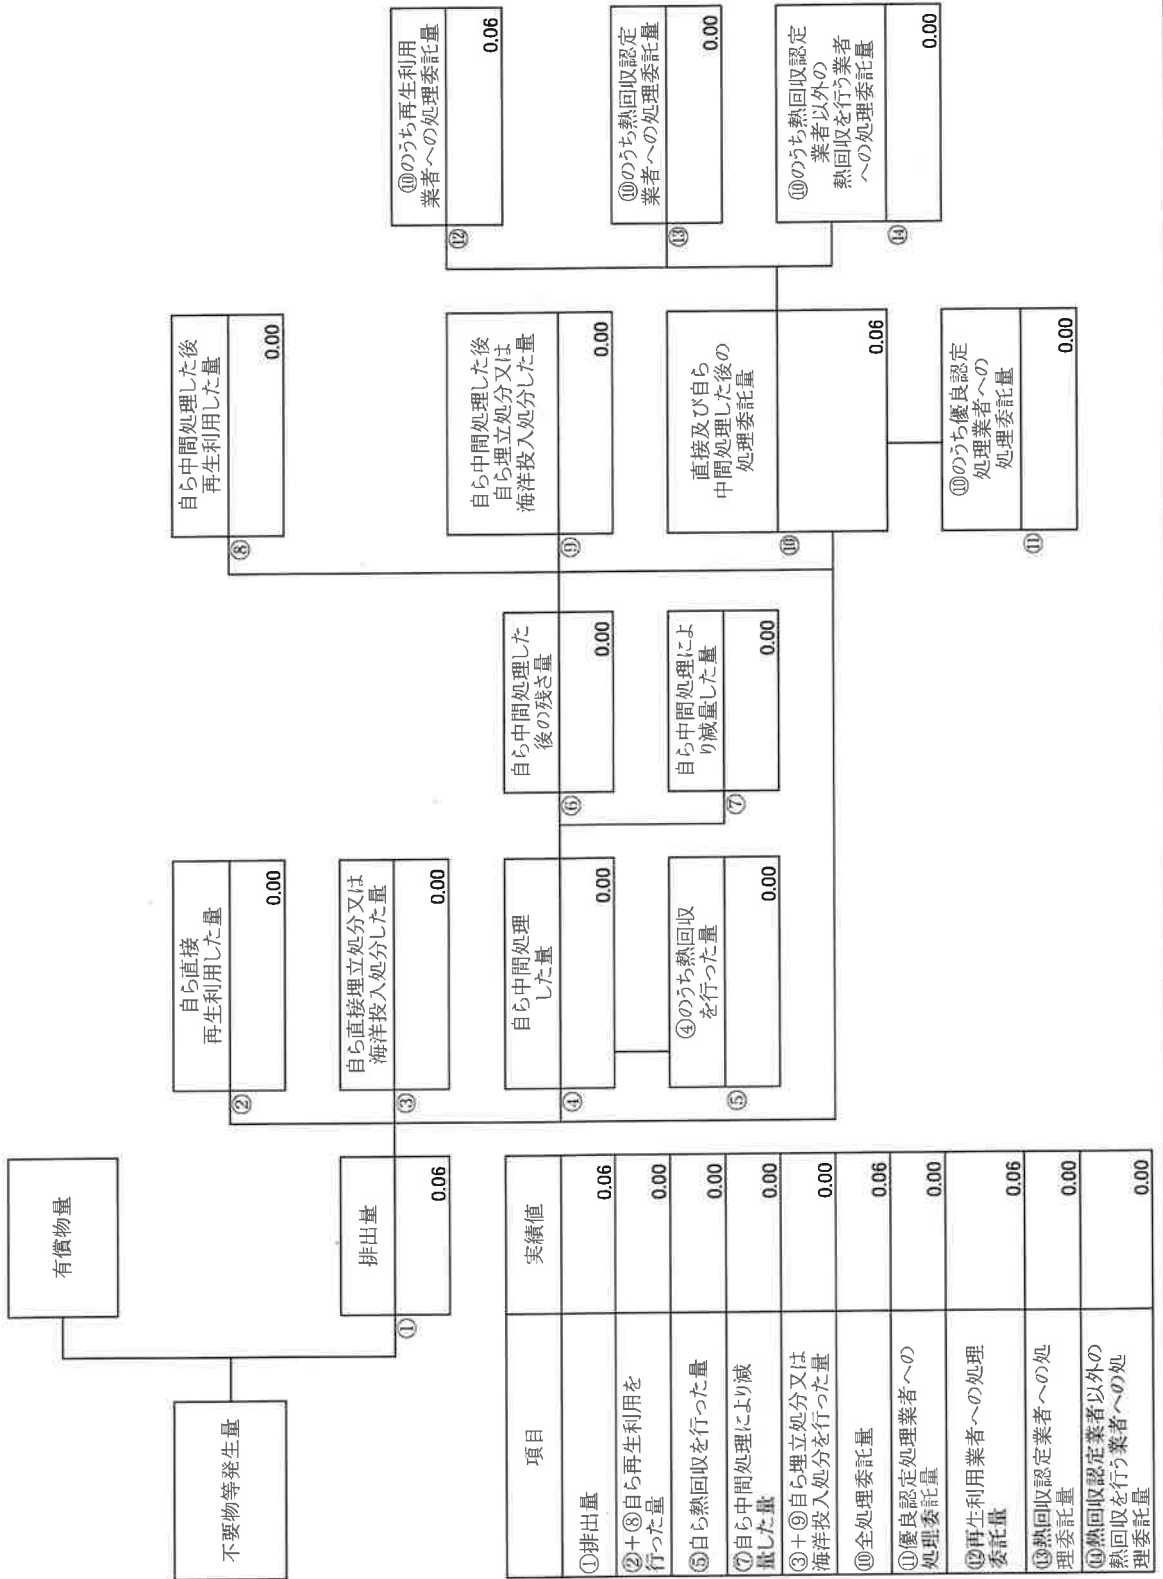 不要物等発生量
有償物量
①
排出量
0.06
②
自ら直接
再生利用した量
0.00
③
自ら直接埋立処分又は
海洋投入処分した量
0.00
④
自ら中間処理
した量
0.00
⑤
④のうち熱回収
を行った量
0.00
⑥
自ら中間処理した
後の残さ量
0.00
⑦
自ら中間処理によ
り減量した量
0.00
⑧
自ら中間処理した後
再生利用した量
0.00
⑨
自ら中間処理した後
自ら埋立処分又は
海洋投入処分した量
0.00
⑩
直接及び自ら
中間処理した後の
処理委託量
0.06
⑪
⑩のうち優良認定
処理業者への
処理委託量
0.00
⑫
⑩のうち再生利用
業者への処理委託量
0.06
⑬
⑩のうち熱回収認定
業者への処理委託量
0.00
⑭
⑩のうち熱回収認定
業者以外の
熱回収を行う業者
への処理委託量
0.00
項目 実績値
①排出量 0.06
②+⑧自ら再生利用を
行った量 0.00
⑤自ら熱回収を行った量 0.00
⑦自ら中間処理により減
量した量 0.00
③+⑨自ら埋立処分又は
海洋投入処分を行った量 0.00
⑩全処理委託量 0.06
⑪優良認定処理業者への
処理委託量 0.00
⑫再生利用業者への処理
委託量 0.06
⑬熱回収認定業者への処
理委託量 0.00
⑭熱回収認定業者以外の
熱回収を行う業者への処
理委託量 0.00